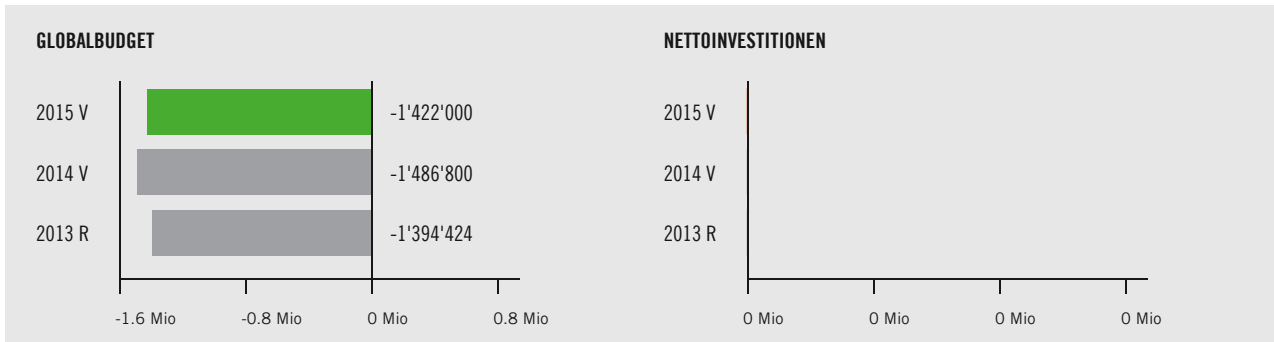 GLOBALBUDGET
2015 V -1'422'000
2014 V -1'486'800
2013 R -1'394'424
-1.6 Mio -0.8 Mio 0 Mio 0.8 Mio
NETTOINVESTITIONEN
2015 V
2014 V
2013 R
0 Mio 0 Mio 0 Mio 0 Mio